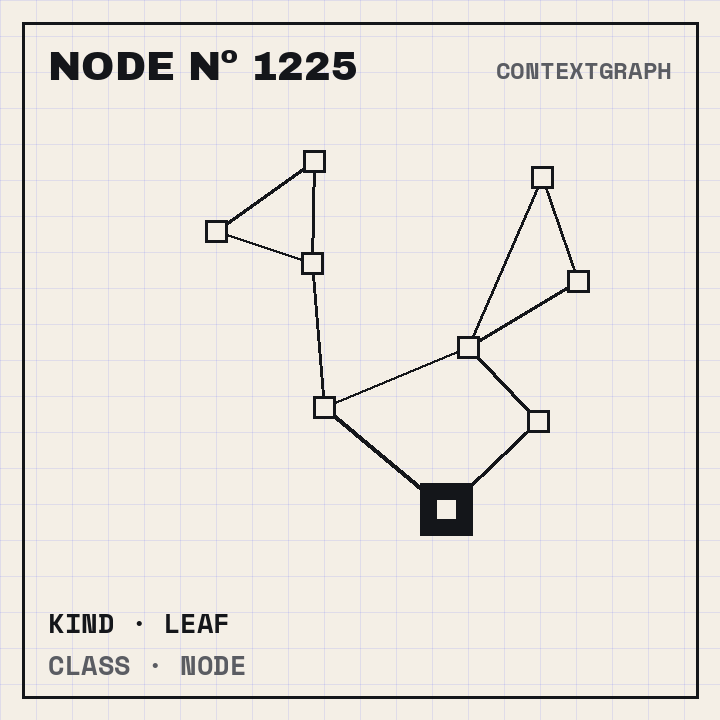 NODE Nº 1225
CONTEXTGRAPH
KIND · LEAF
CLASS · NODE